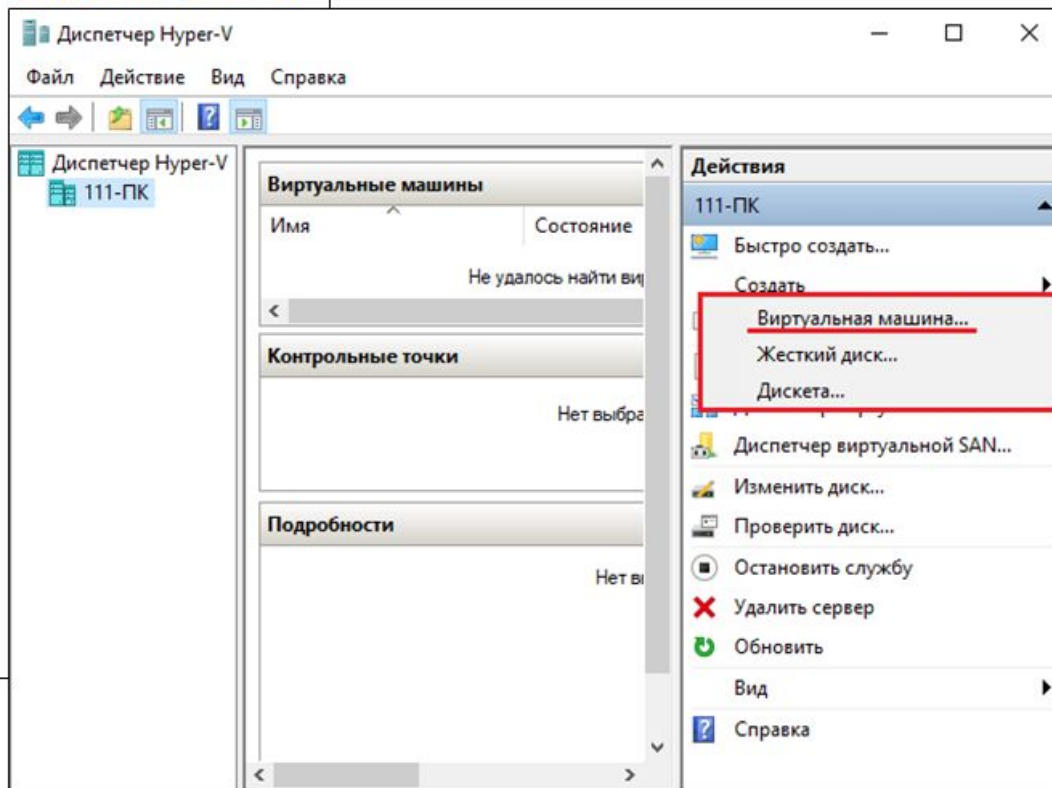 Диспетчер Hyper-V
Файл Действие Вид Справка
Диспетчер Hyper-V
111-ПК
Виртуальные машины
Имя Состояние
Не удалось найти
Контрольные точки
Нет
Подробности
Нет
Действия
111-ПК
Быстро создать...
Создать
Виртуальная машина...
Жесткий диск...
Дискета...
Диспетчер виртуальной SAN...
Изменить диск...
Проверить диск...
Остановить службу
Удалить сервер
Обновить
Вид
Справка